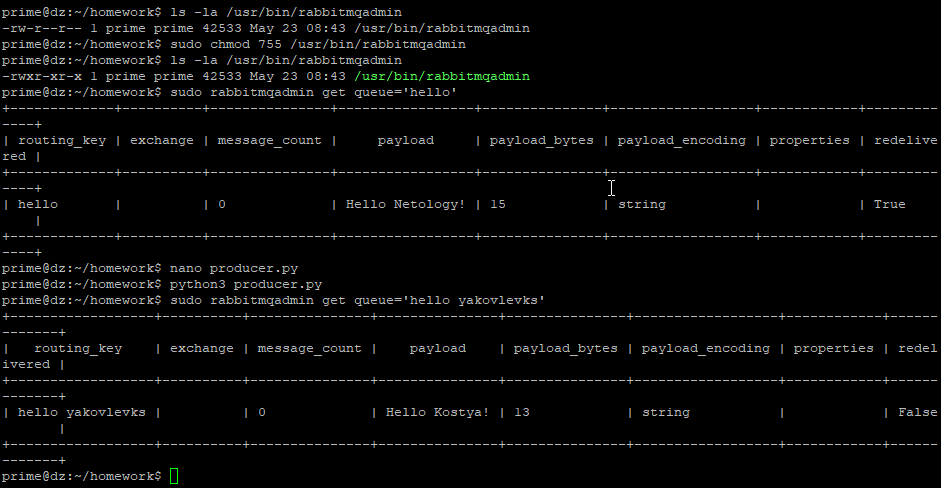 prime@dz:~/homework$ ls -la /usr/bin/rabbitmqadmin
-rw-r--r-- 1 prime prime 42533 May 23 08:43 /usr/bin/rabbitmqadmin
prime@dz:~/homework$ sudo chmod 755 /usr/bin/rabbitmqadmin
prime@dz:~/homework$ ls -la /usr/bin/rabbitmqadmin
-rwxr-xr-x 1 prime prime 42533 May 23 08:43 /usr/bin/rabbitmqadmin
prime@dz:~/homework$ sudo rabbitmqadmin get queue='hello'
+-------------+----------+---------------+-----------------+---------------+------------------+------------+---------
----+
| routing_key | exchange | message_count |     payload     | payload_bytes | payload_encoding | properties | redelive
red |
+-------------+----------+---------------+-----------------+---------------+------------------+------------+---------
----+
| hello       |          | 0             | Hello Netology! | 15            | string           |            | True
    |
+-------------+----------+---------------+-----------------+---------------+------------------+------------+---------
----+
prime@dz:~/homework$ nano producer.py
prime@dz:~/homework$ python3 producer.py
prime@dz:~/homework$ sudo rabbitmqadmin get queue='hello yakovlevks'
+------------------+----------+---------------+---------------+---------------+------------------+------------+------
-------+
|   routing_key    | exchange | message_count |    payload    | payload_bytes | payload_encoding | properties | redel
ivered |
+------------------+----------+---------------+---------------+---------------+------------------+------------+------
-------+
| hello yakovlevks |          | 0             | Hello Kostya! | 13            | string           |            | False
       |
+------------------+----------+---------------+---------------+---------------+------------------+------------+------
-------+
prime@dz:~/homework$